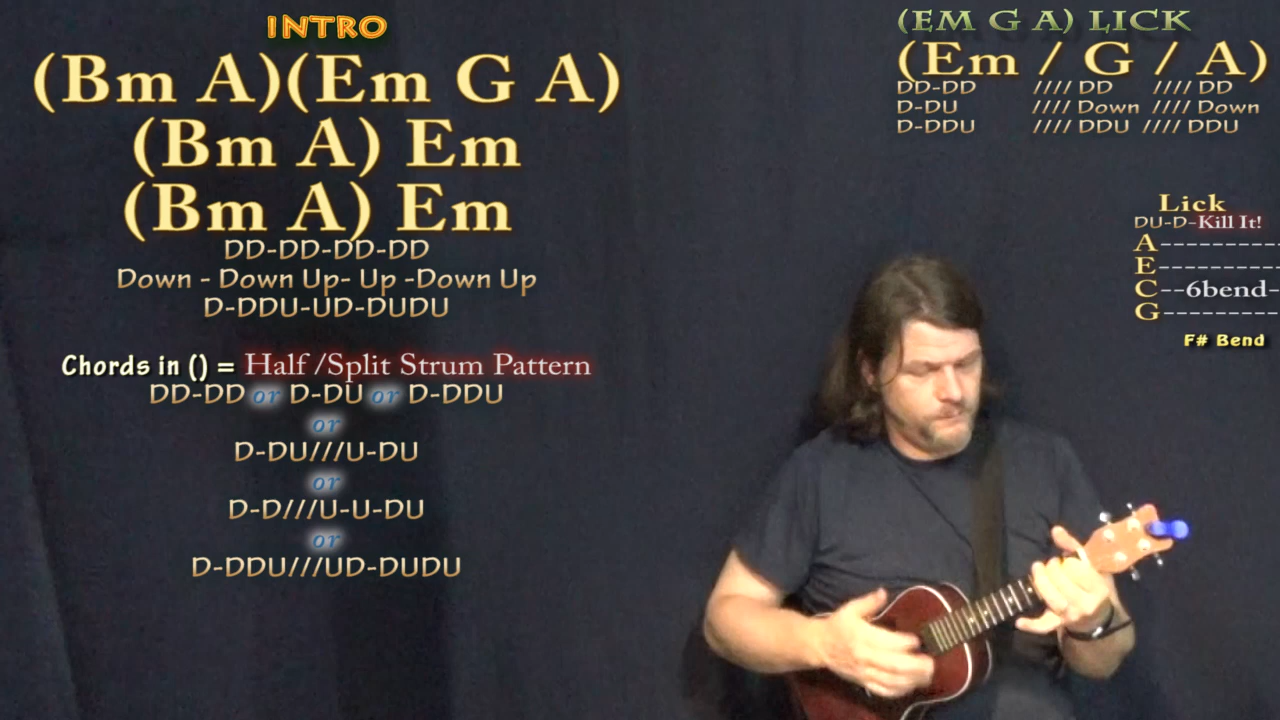 INTRO
(Bm A)(Em G A)
(Bm A) Em
(Bm A) Em
DD-DD-DD-DD
Down - Down Up- Up -Down Up
D-DDU-UD-DUDU
Chords in () = Half /Split Strum Pattern
DD-DD or D-DU or D-DDU
or
D-DU///U-DU
or
D-D///U-U-DU
or
D-DDU///UD-DUDU
(EM G A) LICK
(Em / G / A)
DD-DD //// DD //// DD
D-DU //// Down //// Down
D-DDU //// DDU //// DDU
Lick
DU-D-Kill It!
A---------
E---------
C--6bend-
G---------
F# Bend